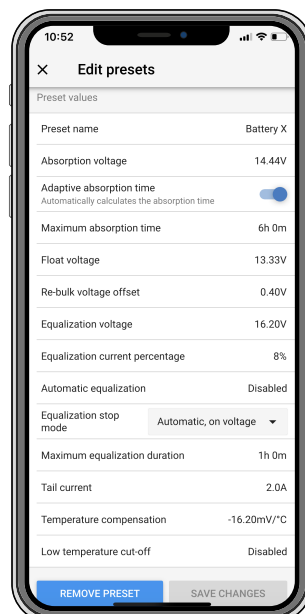 10:52
Edit presets
Preset values
Preset name Battery X
Absorption voltage 14.44V
Adaptive absorption time
Automatically calculates the absorption time
Maximum absorption time 6h 0m
Float voltage 13.33V
Re-bulk voltage offset 0.40V
Equalization voltage 16.20V
Equalization current percentage 8%
Automatic equalization Disabled
Equalization stop
mode Automatic, on voltage
Maximum equalization duration 1h 0m
Tail current 2.0A
Temperature compensation -16.20mV/°C
Low temperature cut-off Disabled
REMOVE PRESET SAVE CHANGES